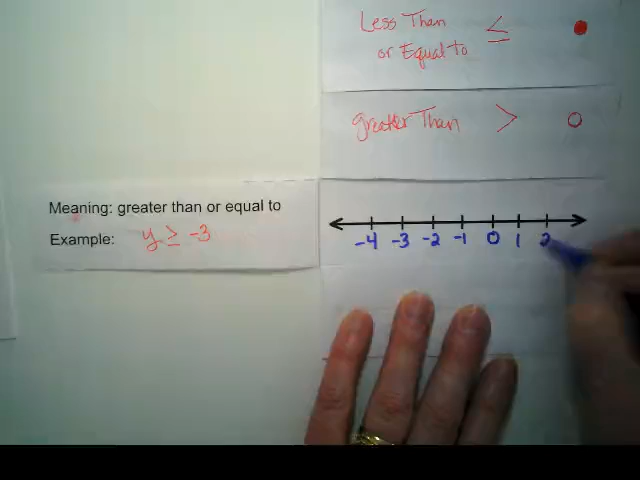 Less Than ≤
or Equal to
greater Than >
Meaning: greater than or equal to
Example: y ≥ -3
-4 -3 -2 -1 0 1 2